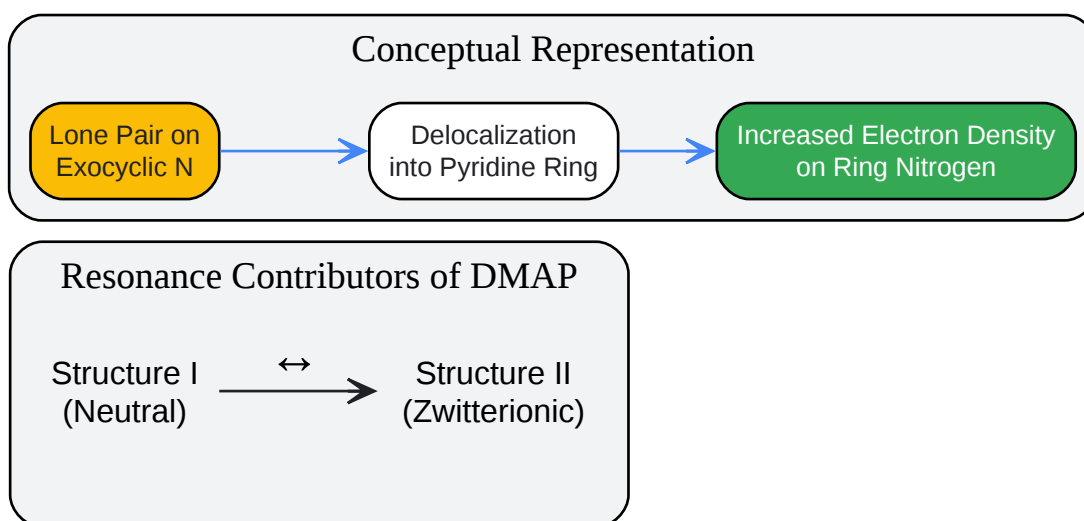 Conceptual Representation
Lone Pair on
Exocyclic N
Delocalization
into Pyridine Ring
Increased Electron Density
on Ring Nitrogen
Resonance Contributors of DMAP
Structure I
(Neutral)
↔
Structure II
(Zwitterionic)